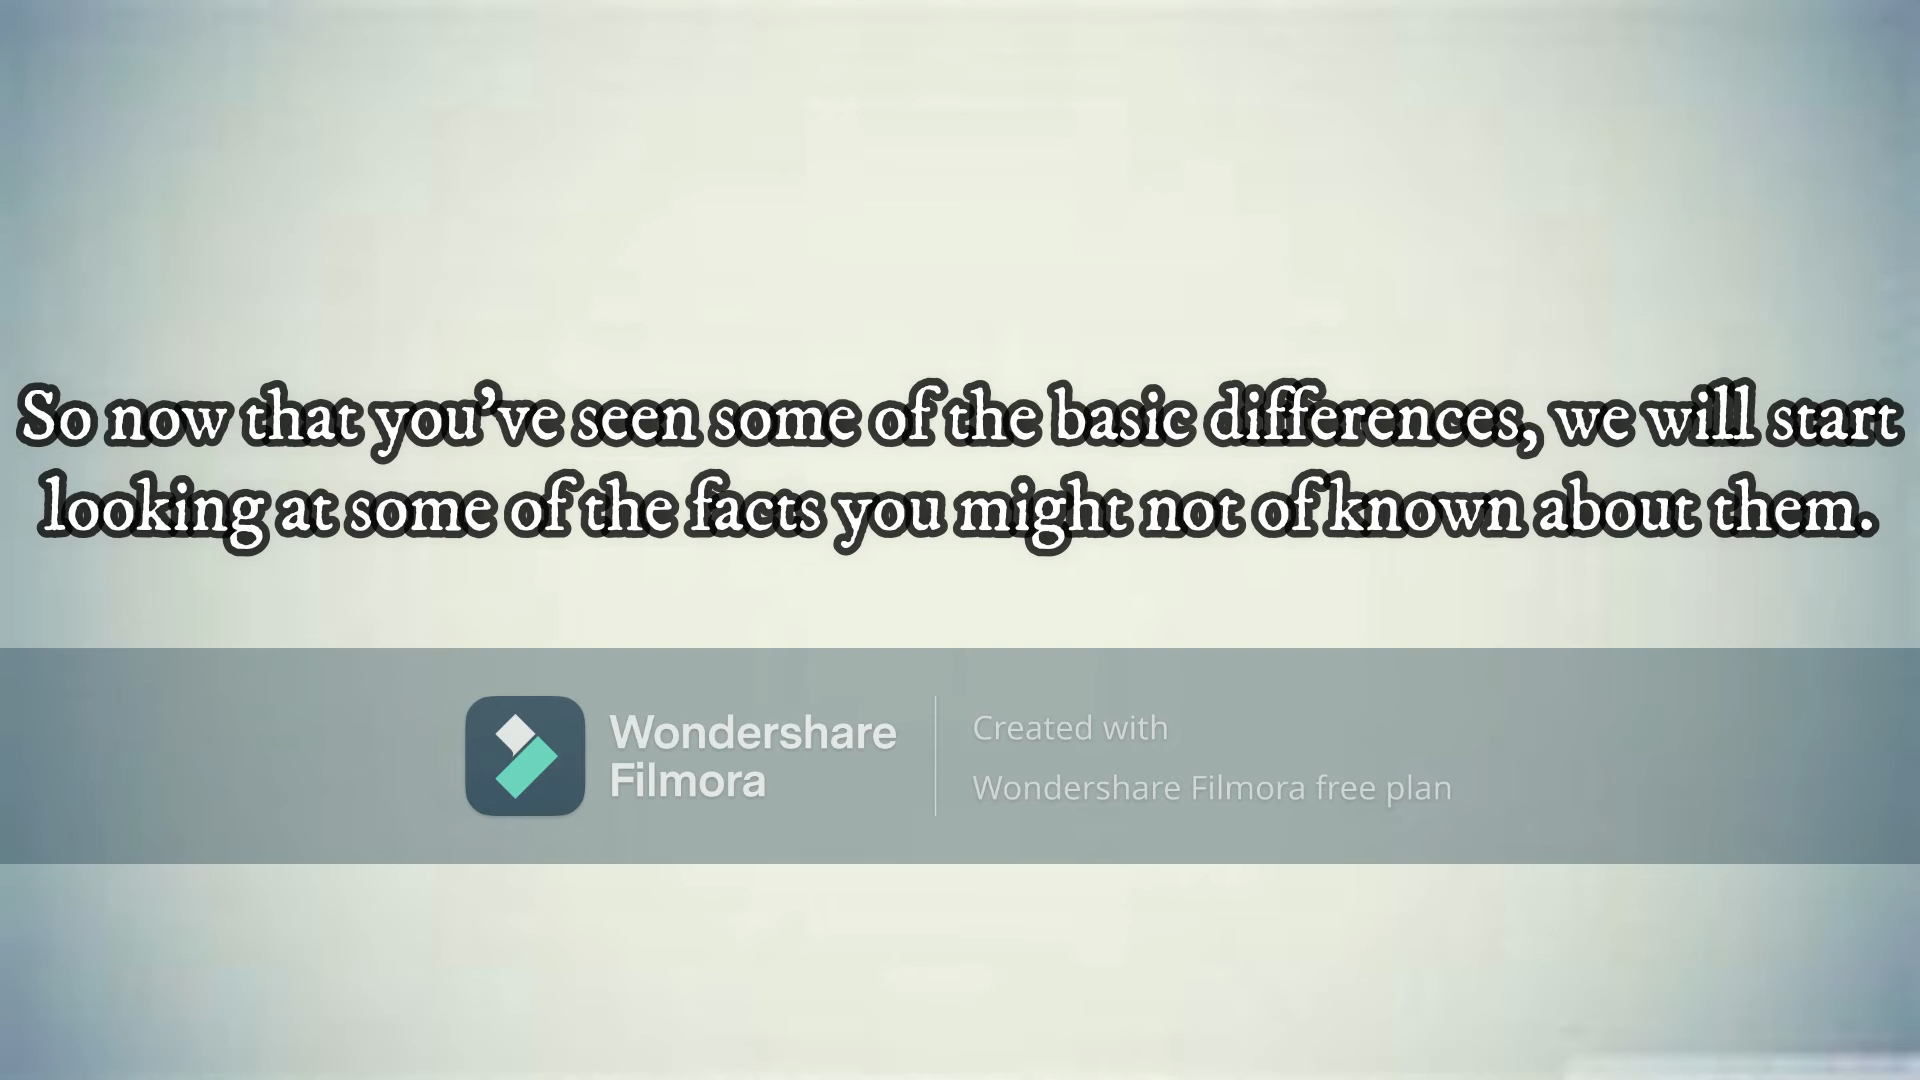 So now that you’ve seen some of the basic differences, we will start
looking at some of the facts you might not of known about them.
Wondershare
Filmora
Created with
Wondershare Filmora free plan